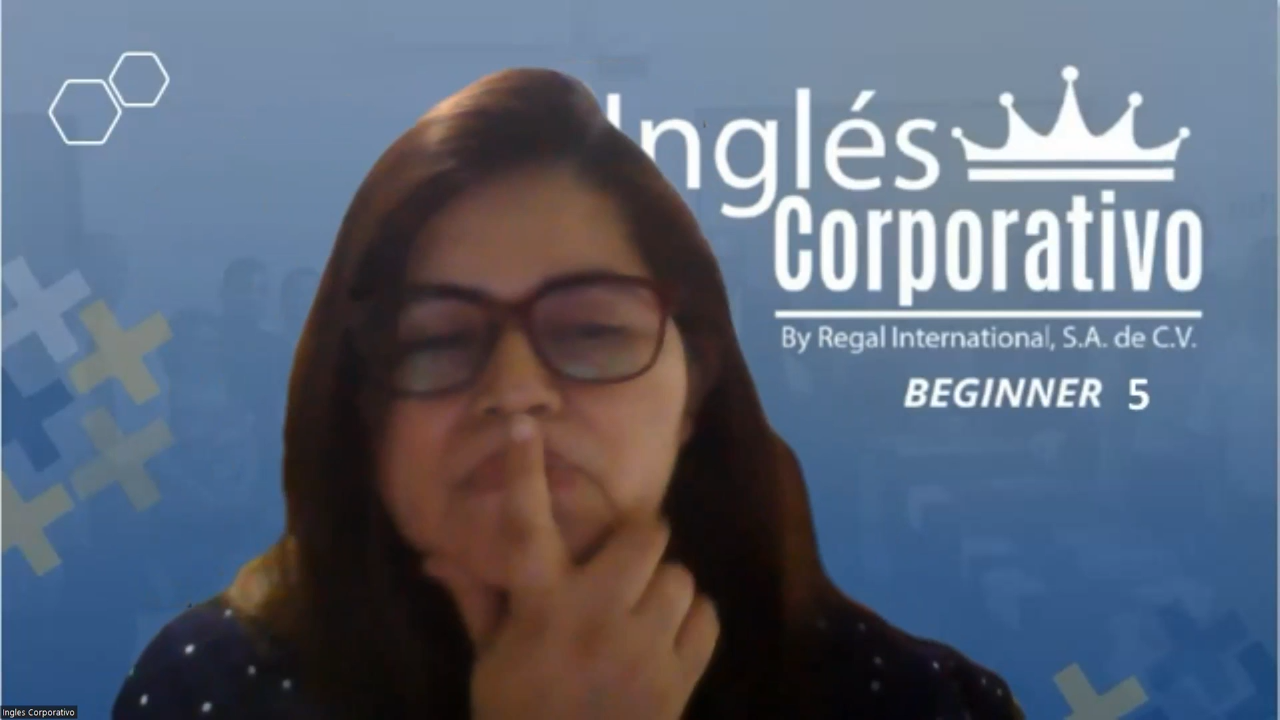 Inglés
Corporativo
By Regal International, S.A. de C.V.
BEGINNER 5
Ingles Corporativo